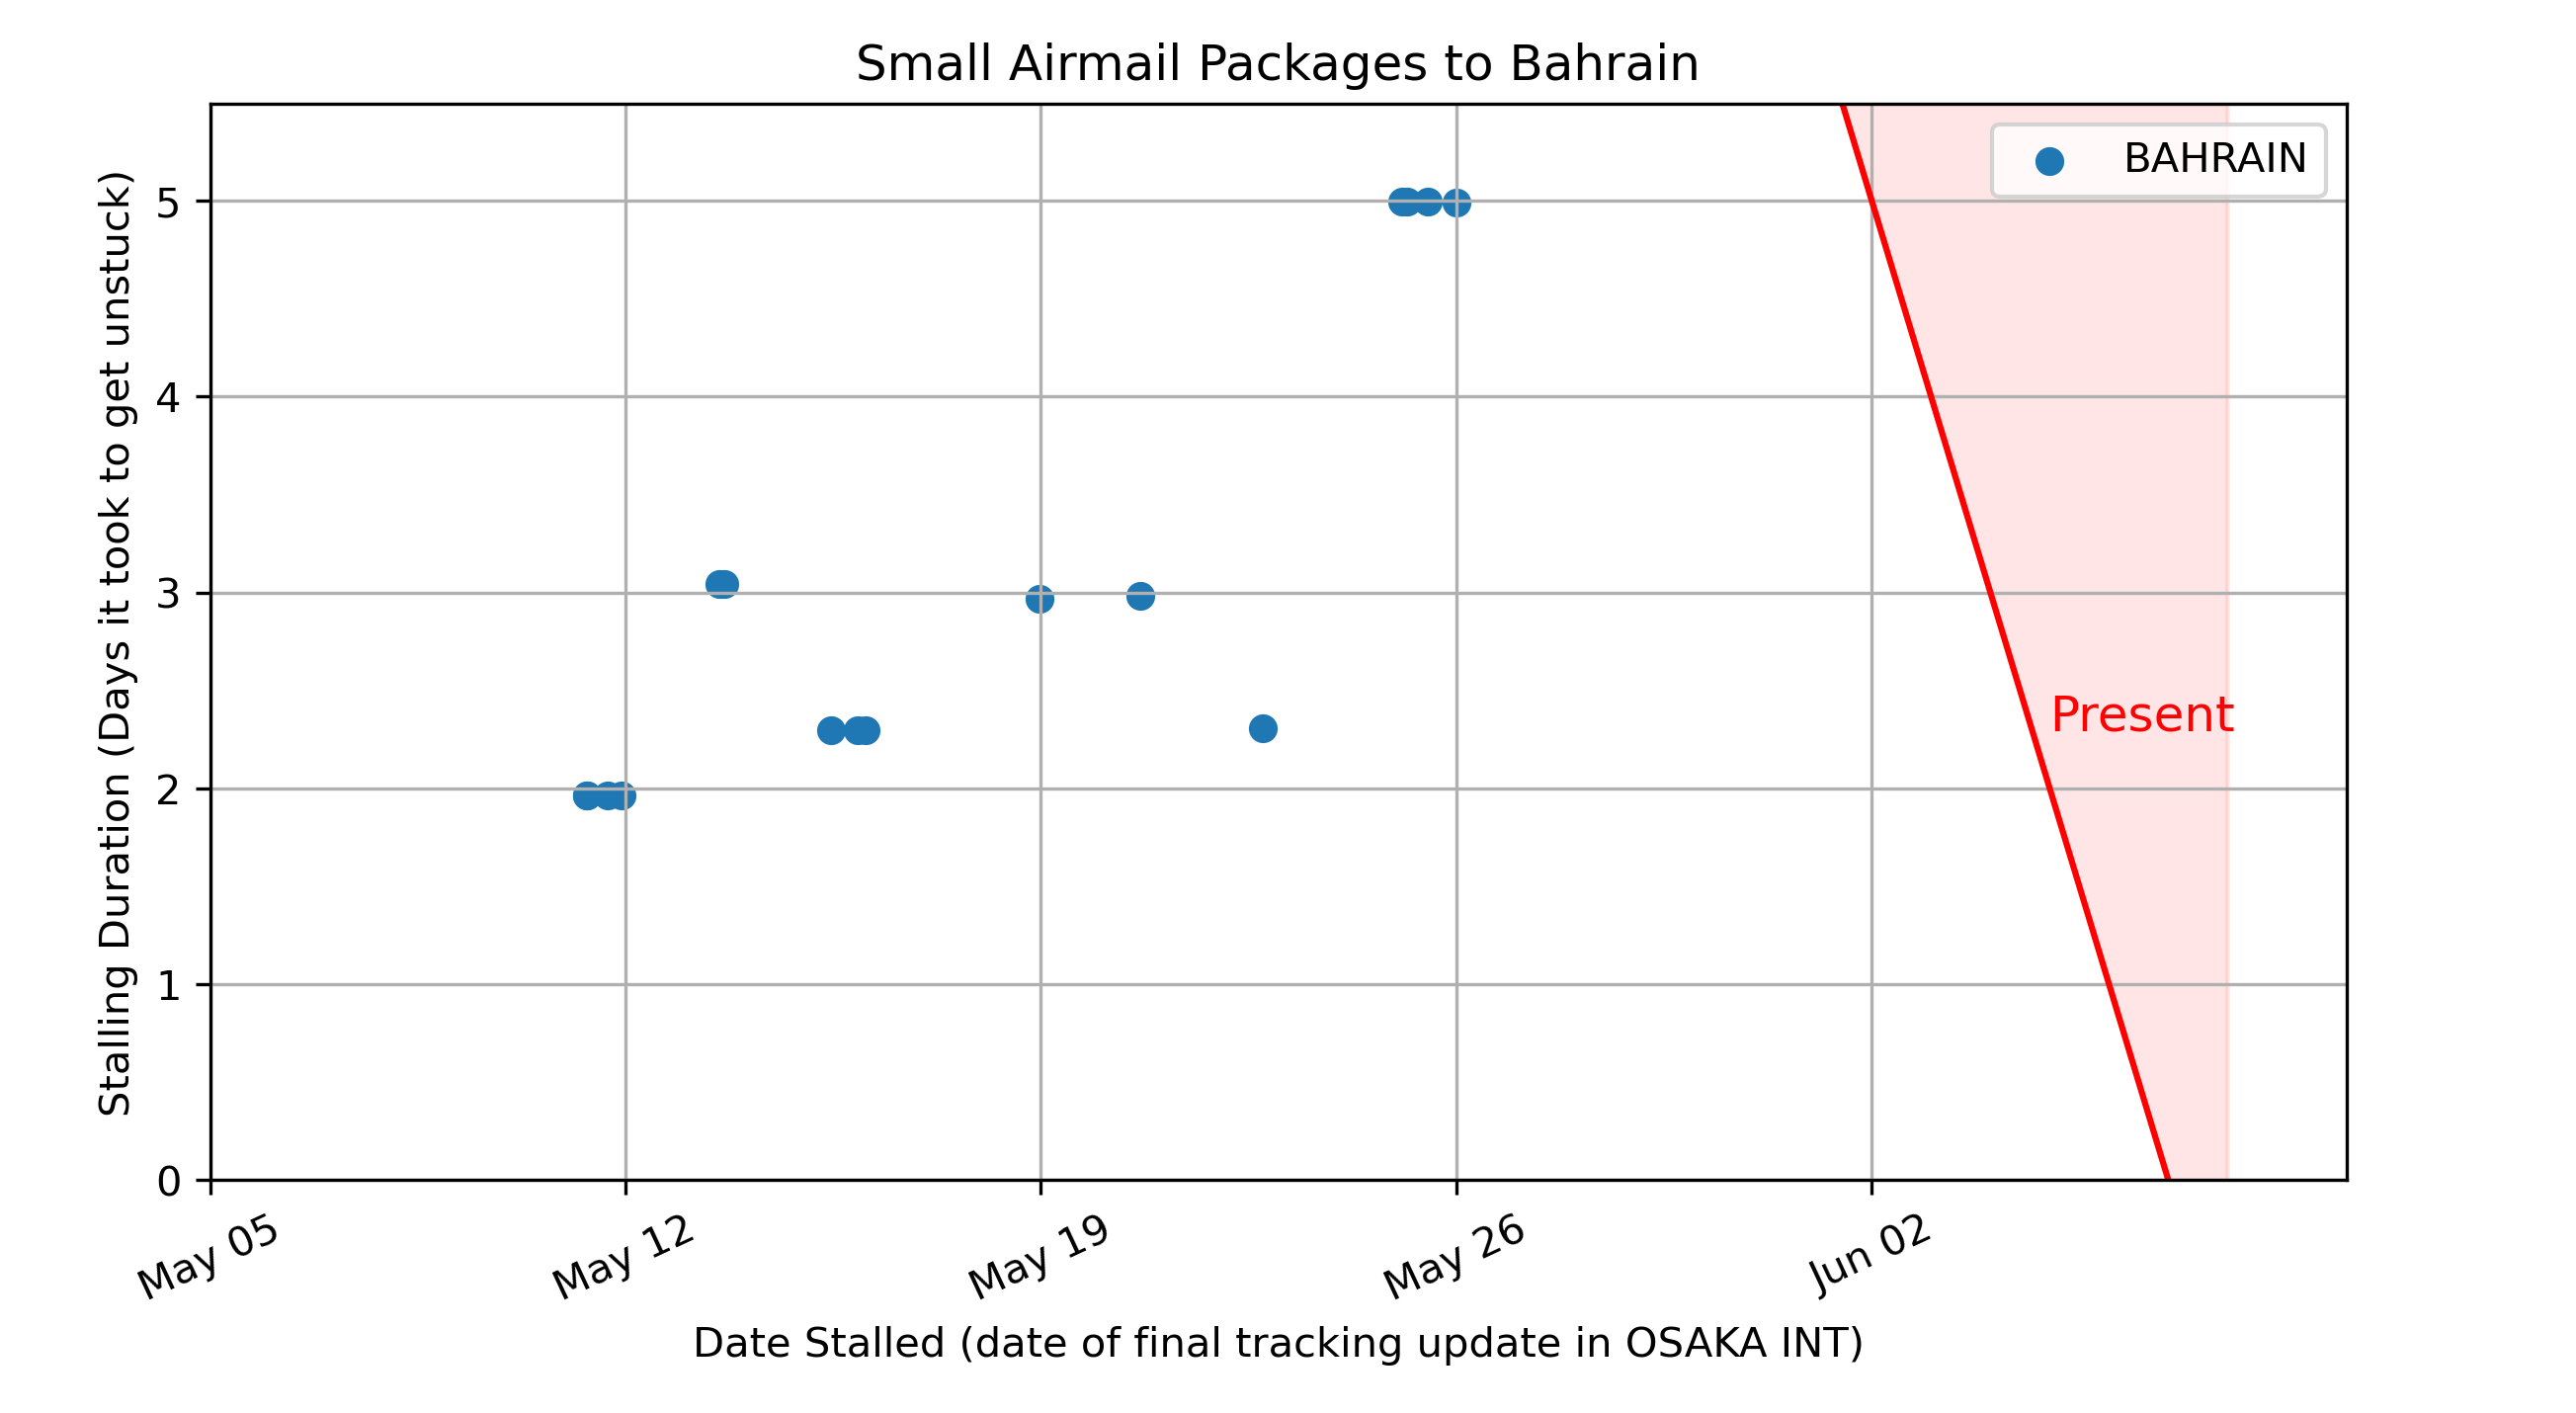 Small Airmail Packages to Bahrain
BAHRAIN
Stalling Duration (Days it took to get unstuck)
5
4
3
2
1
0
Present
May 05
May 12
May 19
May 26
Jun 02
Date Stalled (date of final tracking update in OSAKA INT)